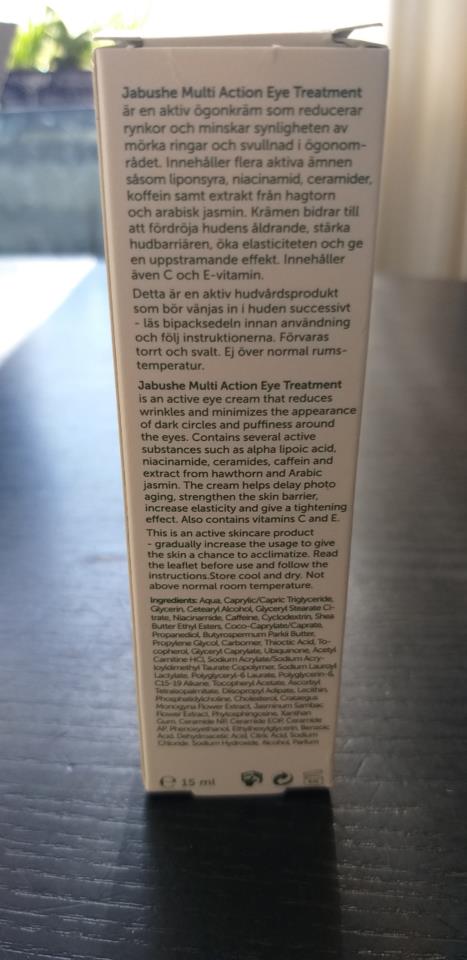 Jabushe Multi Action Eye Treatment
är en aktiv ögonkräm som reducerar
rynkor och minskar synligheten av
mörka ringar och svullnad i ögonom-
rådet. Innehåller flera aktiva ämnen
såsom liponsyra, niacinamid, ceramider,
koffein samt extrakt från hagtorn
och arabisk jasmin. Krämen bidrar till
att fördröja hudens åldrande, stärka
hudbarriären, öka elasticiteten och ge
en uppstramande effekt. Innehåller
även C och E-vitamin.
Detta är en aktiv hudvårdsprodukt
som bör vänjas in i huden successivt
- läs bipacksedeln innan användning
och följ instruktionerna. Förvaras
torrt och svalt. Ej över normal rums-
temperatur.
Jabushe Multi Action Eye Treatment
is an active eye cream that reduces
wrinkles and minimizes the appearance
of dark circles and puffiness around
the eyes. Contains several active
substances such as alpha lipoic acid,
niacinamide, ceramides, caffein and
extract from hawthorn and Arabic
jasmin. The cream helps delay photo
aging, strengthen the skin barrier,
increase elasticity and give a tightening
effect. Also contains vitamins C and E.
This is an active skincare product
- gradually increase the usage to give
the skin a chance to acclimatize. Read
the leaflet before use and follow the
instructions.Store cool and dry. Not
above normal room temperature.
Ingredients: Aqua, Caprylic/Capric Triglyceride,
Glycerin, Cetearyl Alcohol, Glyceryl Stearate Ci-
trate, Niacinamide, Caffeine, Cyclodextrin, Shea
Butter Ethyl Esters, Coco-Caprylate/Caprate,
Propanediol, Butyrospermum Parkii Butter,
Propylene Glycol, Carbomer, Thioctic Acid, To-
copherol, Glyceryl Caprylate, Ubiquinone, Acetyl
Carnitine HCl, Sodium Acrylate/Sodium Acry-
loyldimethyl Taurate Copolymer, Sodium Lauroyl
Lactylate, Polyglyceryl-6 Laurate, Polyglycerin-6,
C15-19 Alkane, Tocopheryl Acetate, Ascorbyl
Tetraisopalmitate, Diisopropyl Adipate, Lecithin,
Phosphatidylcholine, Cholesterol, Crataegus
Monogyna Flower Extract, Jasminum Sambac
Flower Extract, Phytosphingosine, Xanthan
Gum, Ceramide NP, Ceramide EOP, Ceramide
AP, Phenoxyethanol, Ethylhexylglycerin, Benzoic
Acid, Dehydroacetic Acid, Citric Acid, Sodium
Chloride, Sodium Hydroxide, Alcohol, Parfum
℮ 15 ml